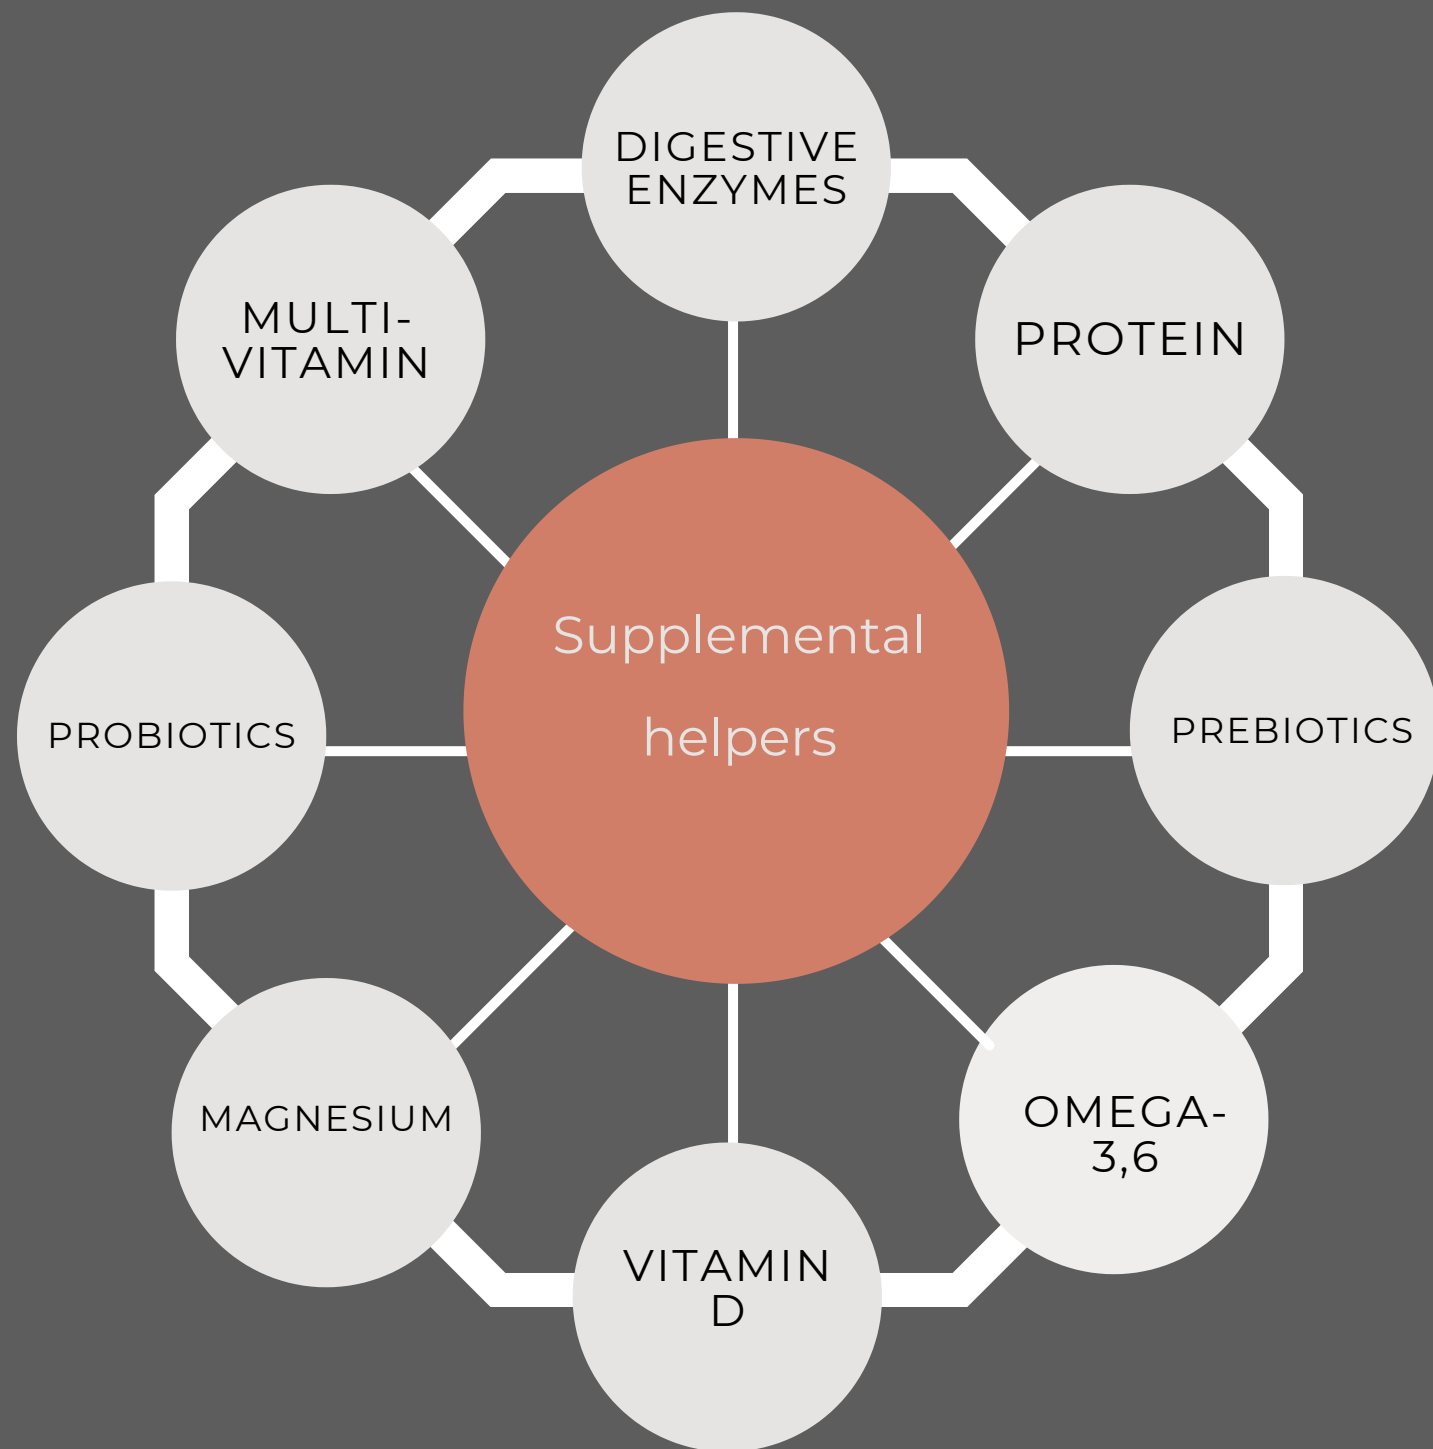 DIGESTIVE
ENZYMES
MULTI-
VITAMIN
PROTEIN
Supplemental
helpers
PROBIOTICS
PREBIOTICS
MAGNESIUM
OMEGA-
3,6
VITAMIN
D